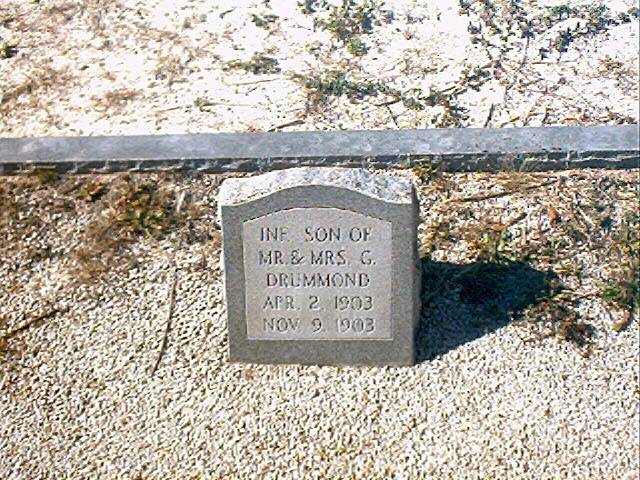 INF. SON OF
MR. & MRS. G.
DRUMMOND
APR. 2, 1903
NOV. 9, 1903